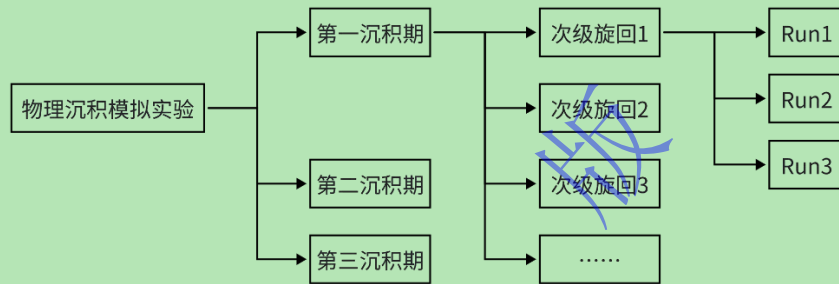 第一沉积期
次级旋回1
Run1
物理沉积模拟实验
次级旋回2
Run2
第二沉积期
次级旋回3
Run3
第三沉积期
……